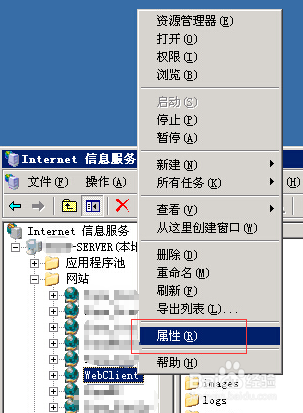 资源管理器(E)
打开(O)
权限(I)
浏览(B)
启动(S)
停止(P)
暂停(A)
新建(N)
所有任务(K)
查看(V)
从这里创建窗口(W)
删除(D)
重命名(M)
刷新(F)
导出列表(L)...
属性(R)
帮助(H)
Internet 信息服务
文件(F) 操作(A) (H)
Internet 信息服务
-SERVER(本地
应用程序池
网站
WebClient
images
logs